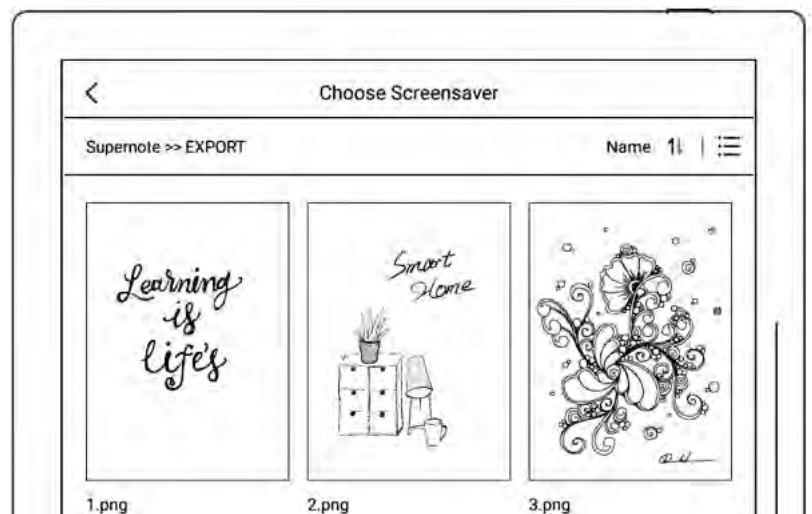 Choose Screensaver
Supernote >> EXPORT
Name
Learning
is
life's
Smart
Home
1.png
2.png
3.png